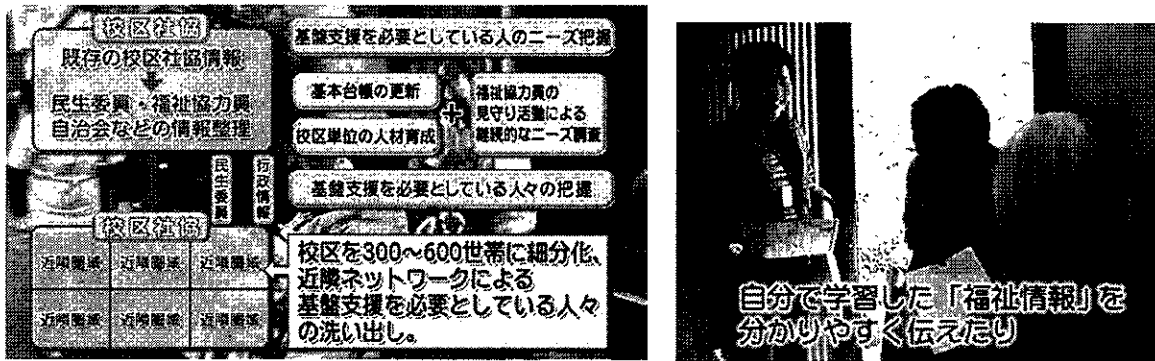 校区社協
既存の校区社協情報
民生委員・福祉協力員
自治会などの情報整理
基盤支援を必要としている人のニーズ把握
基本台帳の更新
校区単位の人材育成
+
福祉協力員の
見守り活動による
継続的なニーズ調査
基盤支援を必要としている人々の把握
民生委員
行政情報
校区社協
近隣圏域 近隣圏域 近隣圏域
近隣圏域 近隣圏域 近隣圏域
校区を300〜600世帯に細分化、
近隣ネットワークによる
基盤支援を必要としている人々
の洗い出し。
自分で学習した「福祉情報」を
分かりやすく伝えたり